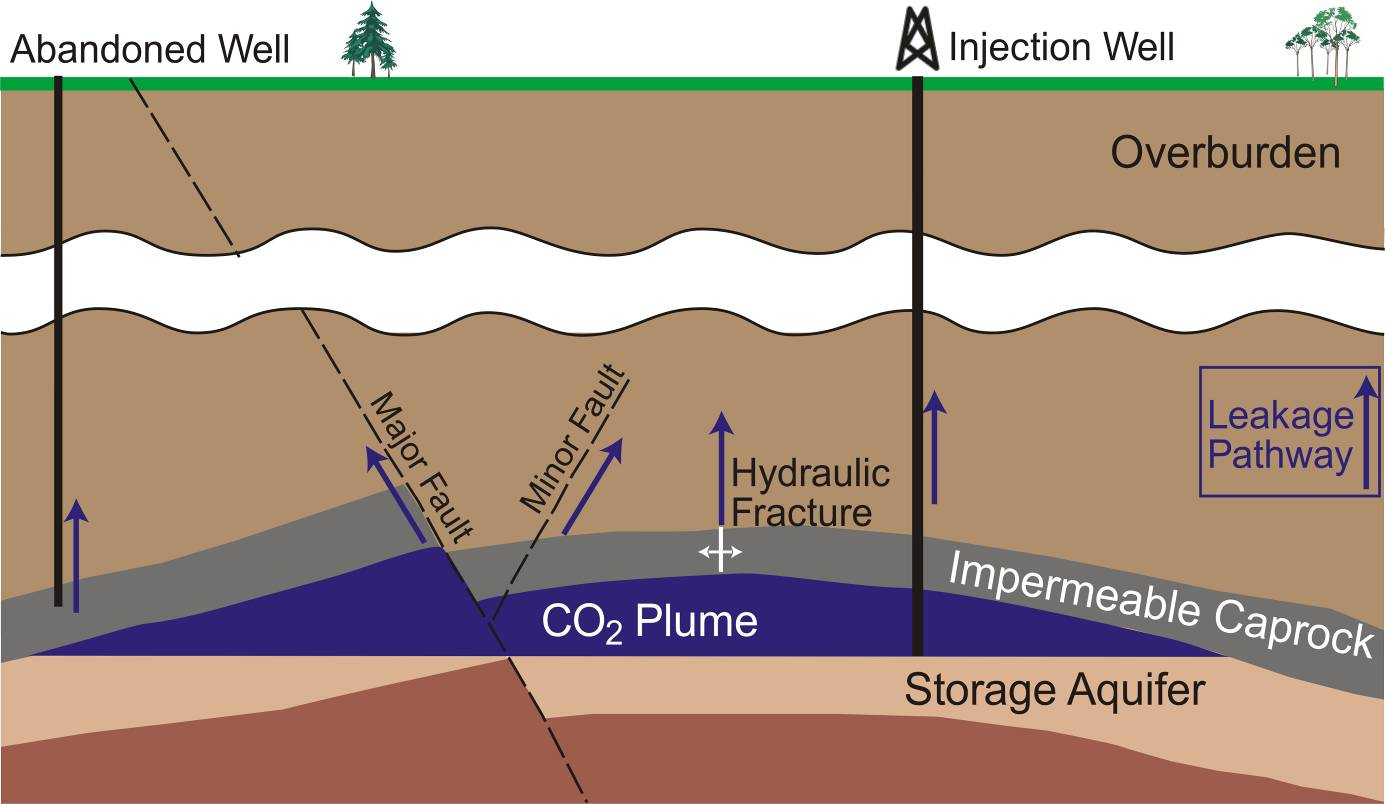 Abandoned Well
Injection Well
Overburden
Major Fault
Minor Fault
Hydraulic
Fracture
Leakage
Pathway
Impermeable Caprock
CO₂ Plume
Storage Aquifer